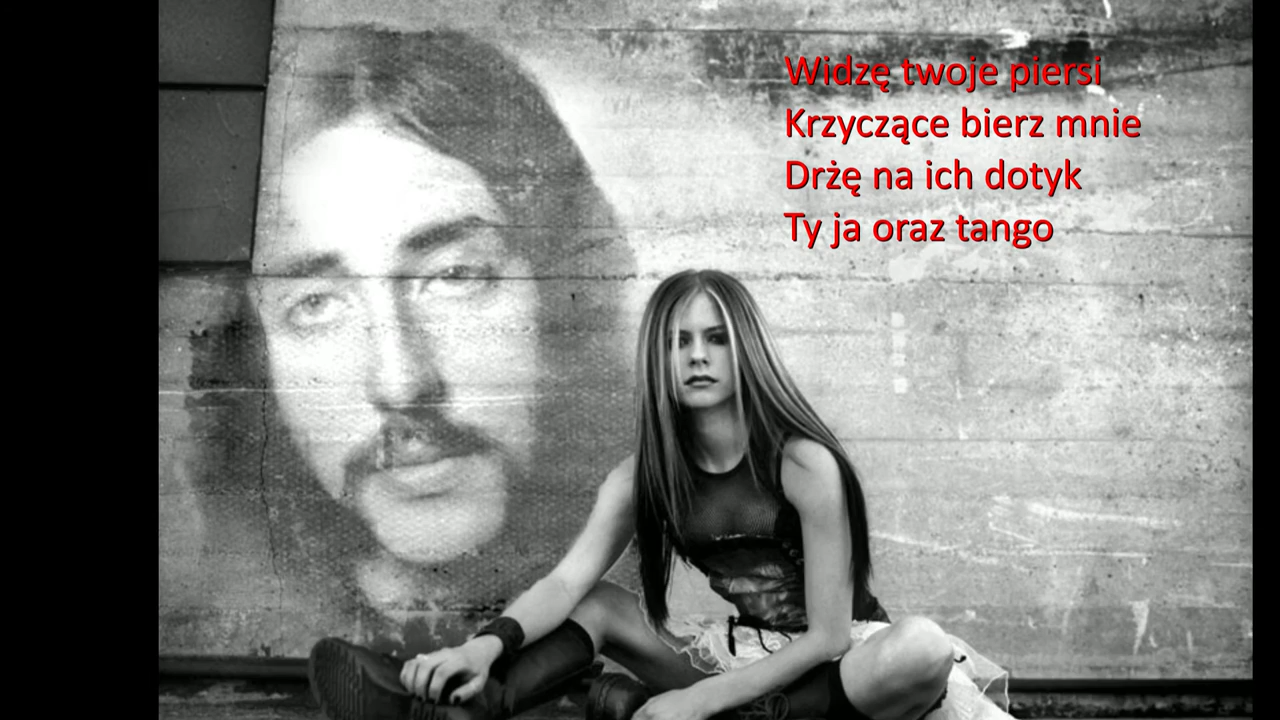 Widzę twoje piersi
Krzyczące bierz mnie
Drżę na ich dotyk
Ty ja oraz tango